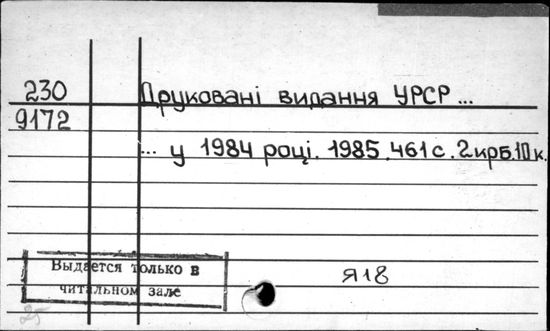 230
9172
Друковані видання УРСР ...
... у 1984 році. 1985. 461 с. 2 крб. 10 к.
Выдается только в
читальном зале
Я18